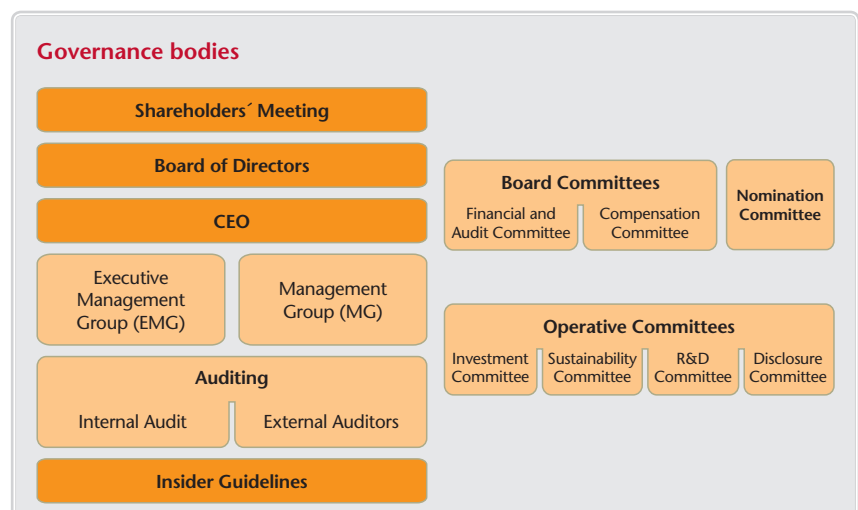 Governance bodies
Shareholders´ Meeting
Board of Directors
CEO
Executive
Management
Group (EMG)
Management
Group (MG)
Auditing
Internal Audit
External Auditors
Insider Guidelines
Board Committees
Financial and
Audit Committee
Compensation
Committee
Nomination
Committee
Operative Committees
Investment
Committee
Sustainability
Committee
R&D
Committee
Disclosure
Committee